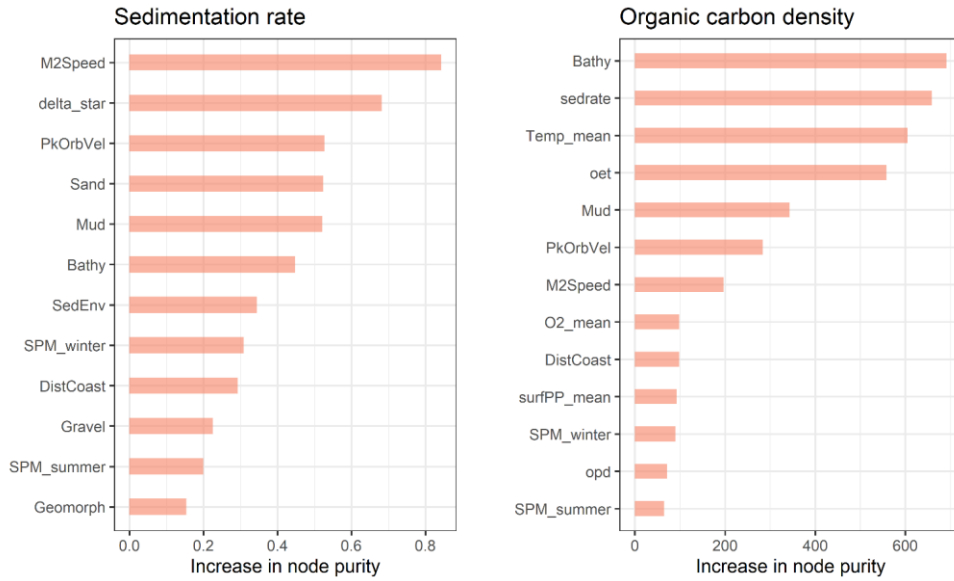 Sedimentation rate
M2Speed
delta_star
PkOrbVel
Sand
Mud
Bathy
SedEnv
SPM_winter
DistCoast
Gravel
SPM_summer
Geomorph
0.0 0.2 0.4 0.6 0.8
Increase in node purity
Organic carbon density
Bathy
sedrate
Temp_mean
oet
Mud
PkOrbVel
M2Speed
O2_mean
DistCoast
surfPP_mean
SPM_winter
opd
SPM_summer
0 200 400 600
Increase in node purity